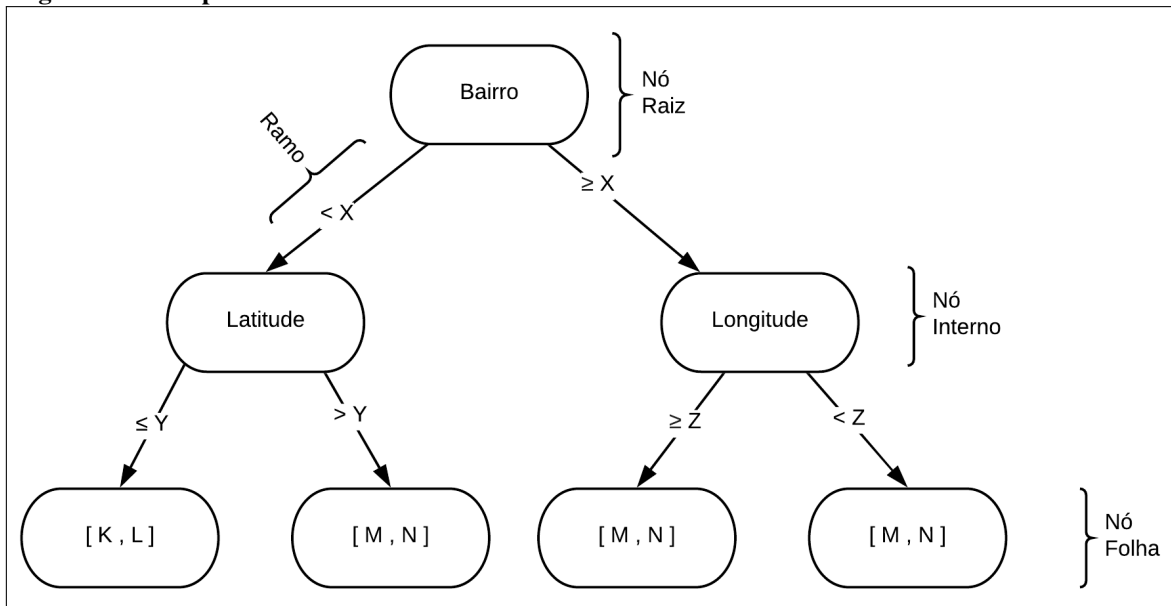 Bairro
Nó
Raiz
Ramo
≥ X
< X
Latitude
Longitude
Nó
Interno
≤ Y
> Y
≥ Z
< Z
[ K , L ]
[ M , N ]
[ M , N ]
[ M , N ]
Nó
Folha